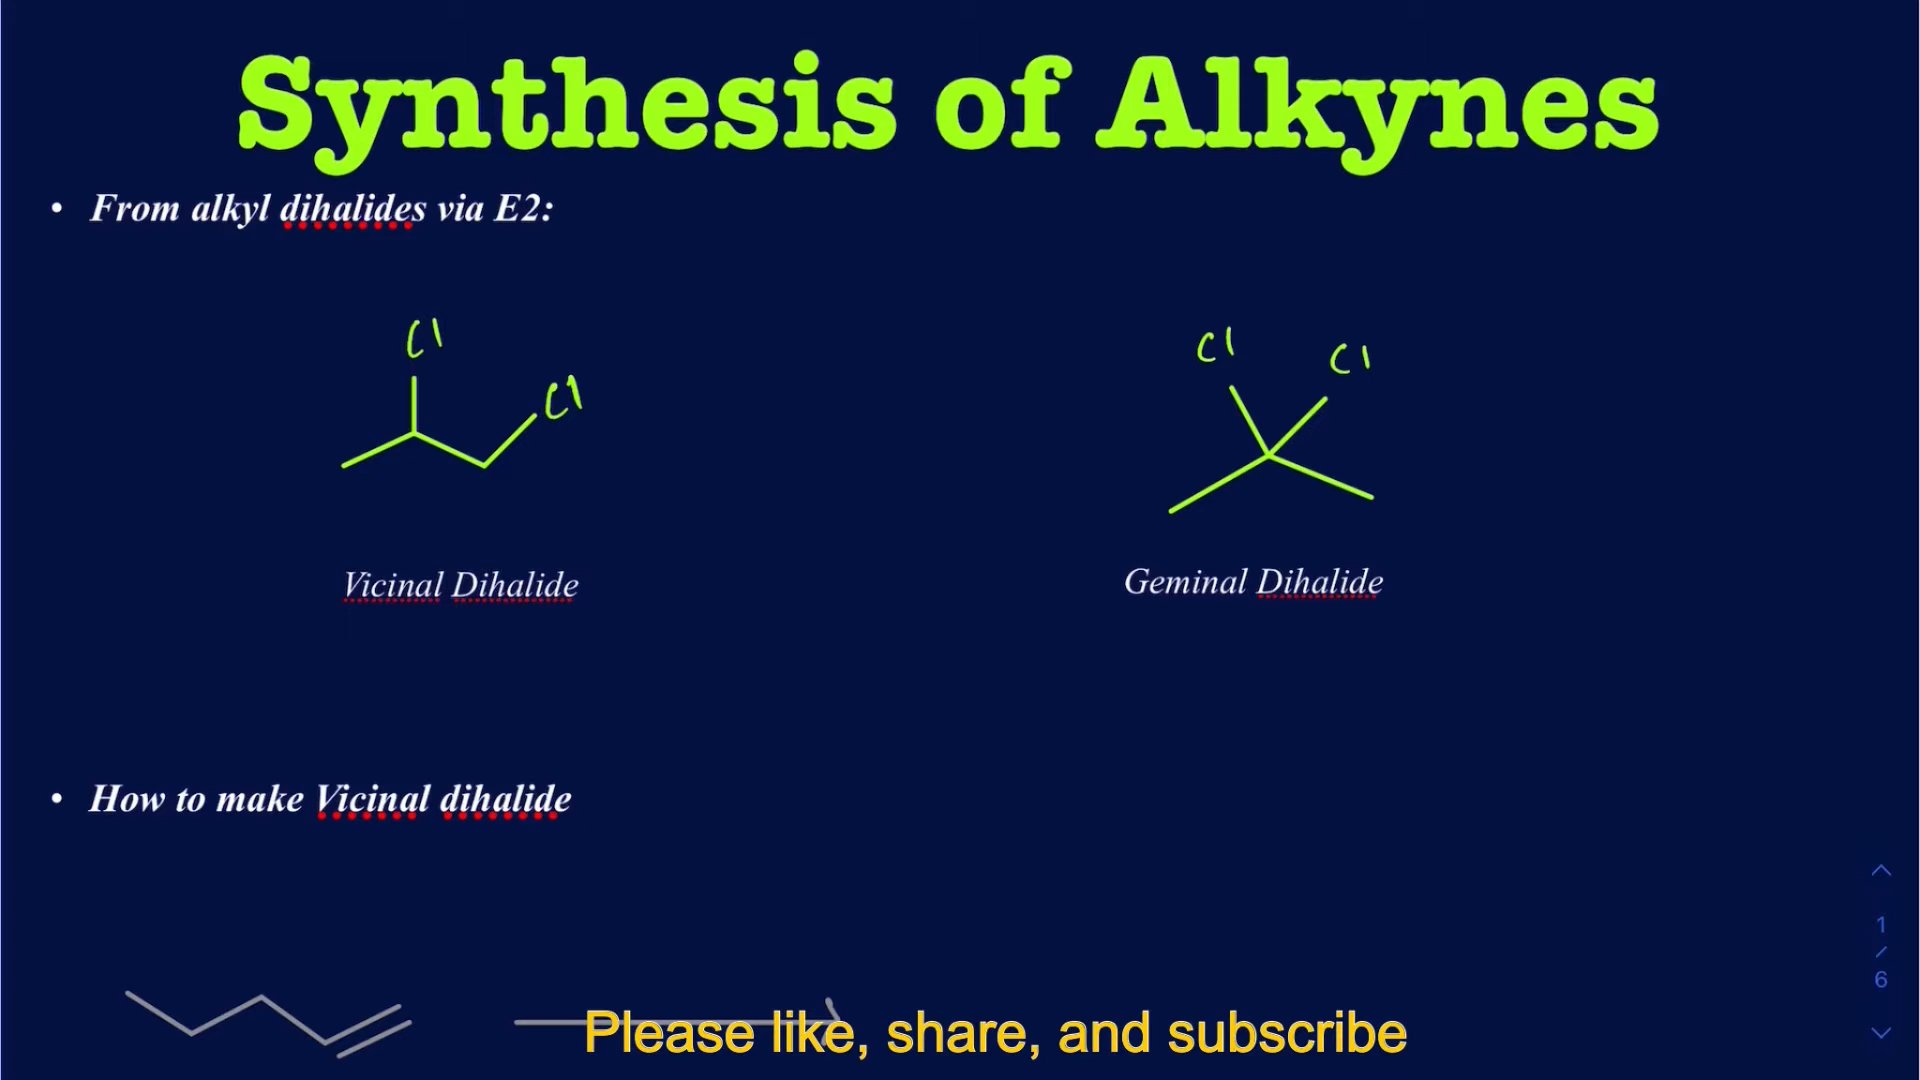 Synthesis of Alkynes
• From alkyl dihalides via E2:
Cl
Cl
Cl
Cl
Vicinal Dihalide
Geminal Dihalide
• How to make Vicinal dihalide
1
/
6
Please like, share, and subscribe